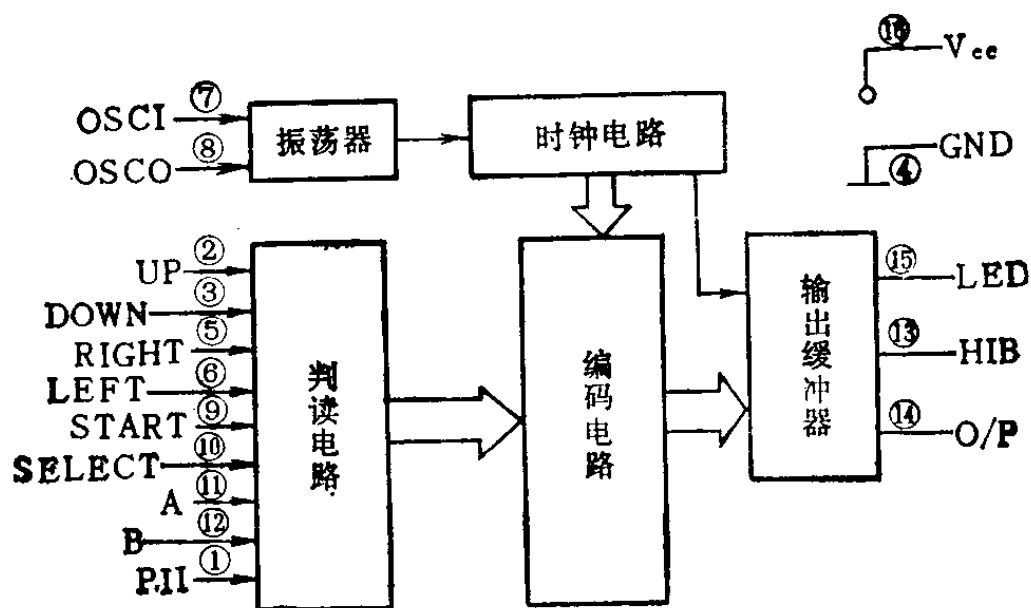 ⑯
Vcc
⑦
OSCI
振荡器
时钟电路
⑧
OSCO
GND
④
②
UP
③
DOWN
⑤
RIGHT
⑥
LEFT
⑨
START
⑩
SELECT
⑪
A
⑫
B
①
P.II
判读电路
编码电路
输出缓冲器
⑮
LED
⑬
HIB
⑭
O/P